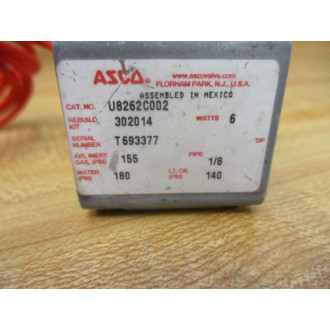 ASCO® www.ascovalve.com
FLORHAM PARK, N.J., U.S.A.
ASSEMBLED IN MEXICO
CAT. NO. U8262C002
REBUILD KIT 302014 WATTS 6
SERIAL NUMBER T693377 OP
AIR, INERT GAS, (PSI) 155 PIPE 1/8
WATER (PSI) 180 LT. OIL (PSI) 140